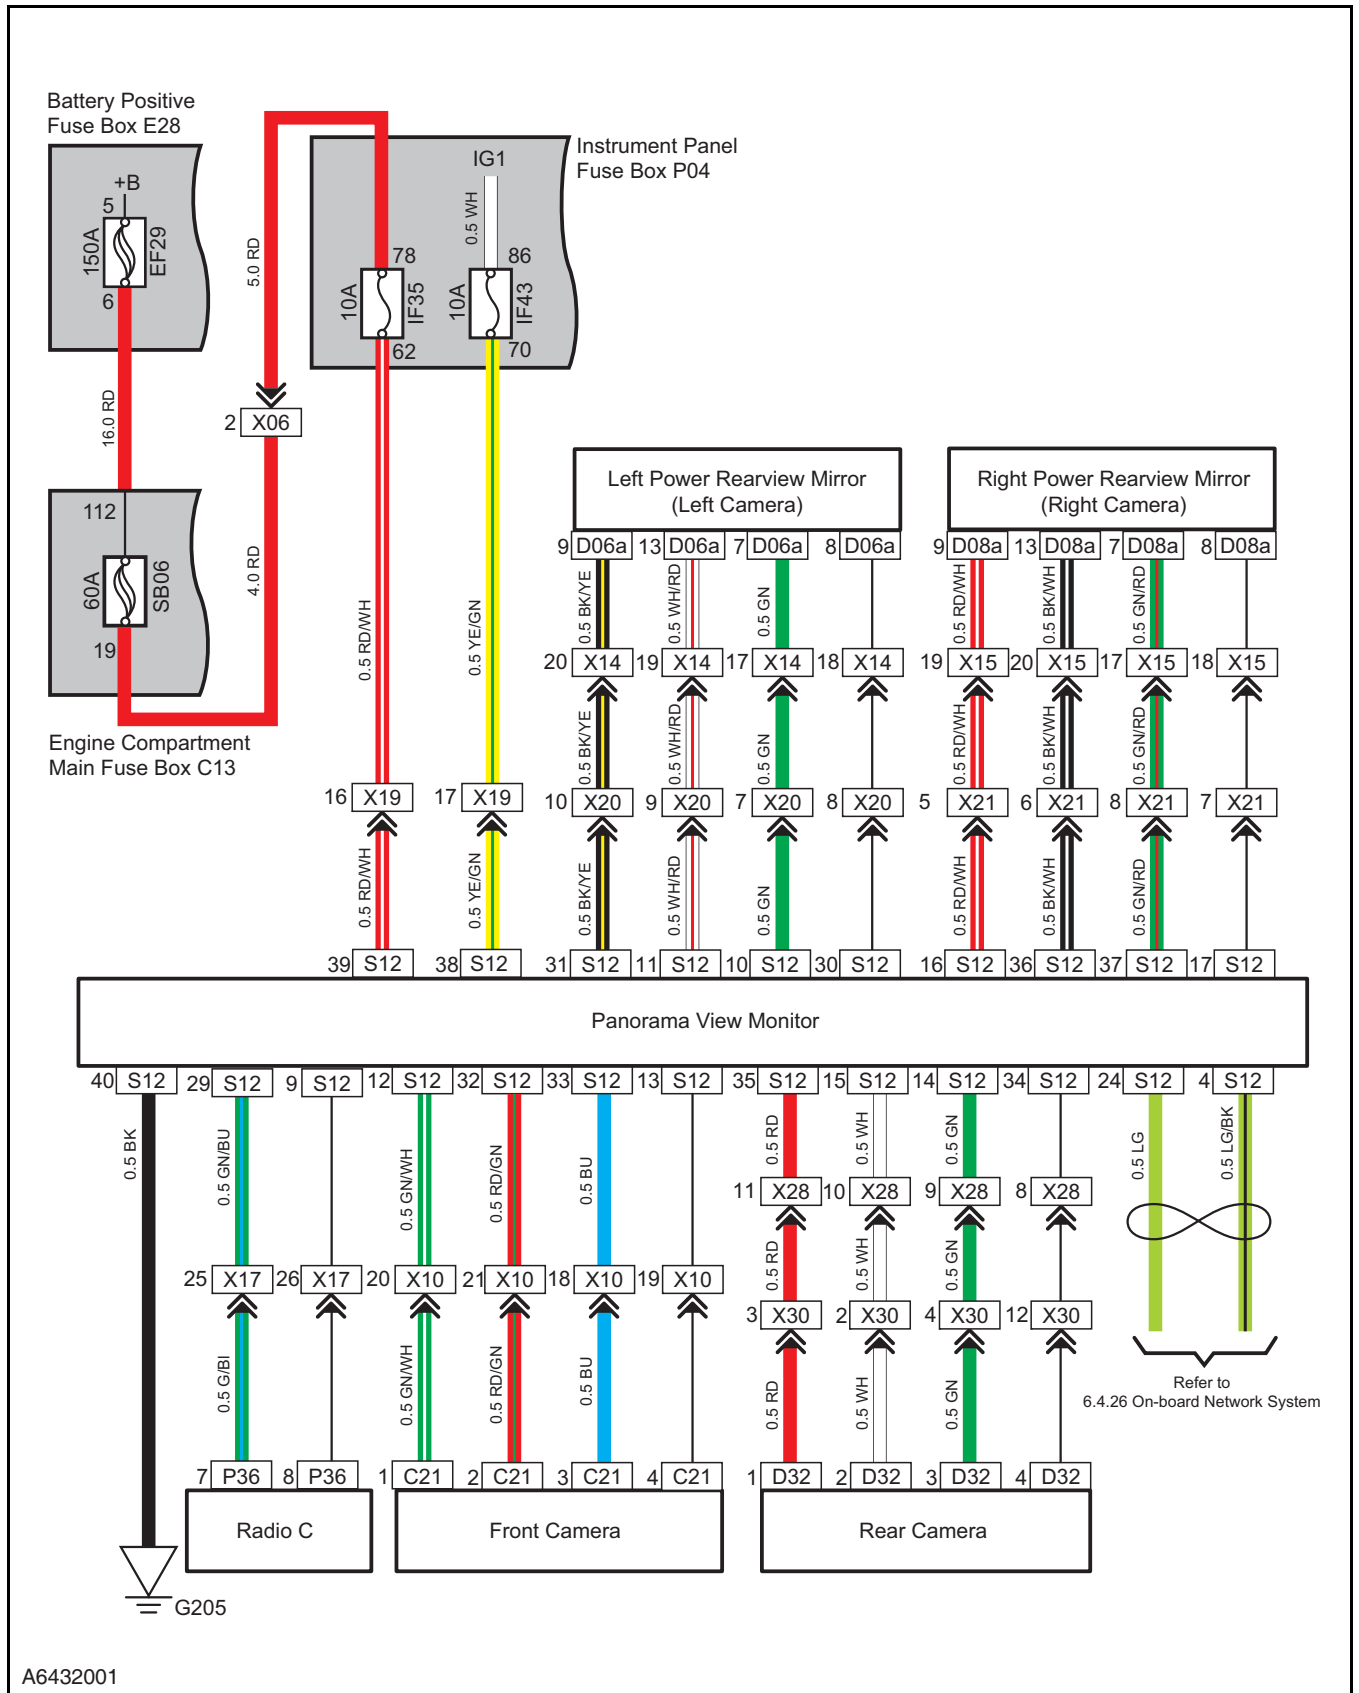 Battery Positive
Fuse Box E28
+B
5
150A
EF29
6
16.0 RD
112
60A
SB06
19
Engine Compartment
Main Fuse Box C13
5.0 RD
2 X06
4.0 RD
Instrument Panel
Fuse Box P04
IG1
0.5 WH
78 86
10A IF35 10A IF43
62 70
0.5 RD/WH 0.5 YE/GN
16 X19 17 X19
0.5 RD/WH 0.5 YE/GN
Left Power Rearview Mirror
(Left Camera)
9 D06a 13 D06a 7 D06a 8 D06a
0.5 BK/YE 0.5 WH/RD 0.5 GN
20 X14 19 X14 17 X14 18 X14
0.5 BK/YE 0.5 WH/RD 0.5 GN
10 X20 9 X20 7 X20 8 X20
0.5 BK/YE 0.5 WH/RD 0.5 GN
Right Power Rearview Mirror
(Right Camera)
9 D08a 13 D08a 7 D08a 8 D08a
0.5 RD/WH 0.5 BK/WH 0.5 GN/RD
19 X15 20 X15 17 X15 18 X15
0.5 RD/WH 0.5 BK/WH 0.5 GN/RD
5 X21 6 X21 8 X21 7 X21
0.5 RD/WH 0.5 BK/WH 0.5 GN/RD
39 S12 38 S12 31 S12 11 S12 10 S12 30 S12 16 S12 36 S12 37 S12 17 S12
Panorama View Monitor
40 S12 29 S12 9 S12 12 S12 32 S12 33 S12 13 S12 35 S12 15 S12 14 S12 34 S12 24 S12 4 S12
0.5 BK
0.5 GN/BU 0.5 GN/WH 0.5 RD/GN 0.5 BU
0.5 RD 0.5 WH 0.5 GN 0.5 LG 0.5 LG/BK
11 X28 10 X28 9 X28 8 X28
0.5 RD 0.5 WH 0.5 GN
25 X17 26 X17 20 X10 21 X10 18 X10 19 X10
3 X30 2 X30 4 X30 12 X30
0.5 G/Bl 0.5 GN/WH 0.5 RD/GN 0.5 BU
0.5 RD 0.5 WH 0.5 GN
Refer to
6.4.26 On-board Network System
7 P36 8 P36 1 C21 2 C21 3 C21 4 C21 1 D32 2 D32 3 D32 4 D32
Radio C
Front Camera
Rear Camera
G205
A6432001